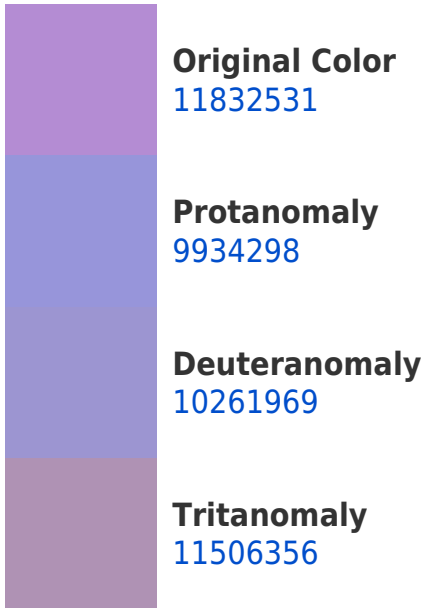 Original Color
11832531
Protanomaly
9934298
Deuteranomaly
10261969
Tritanomaly
11506356